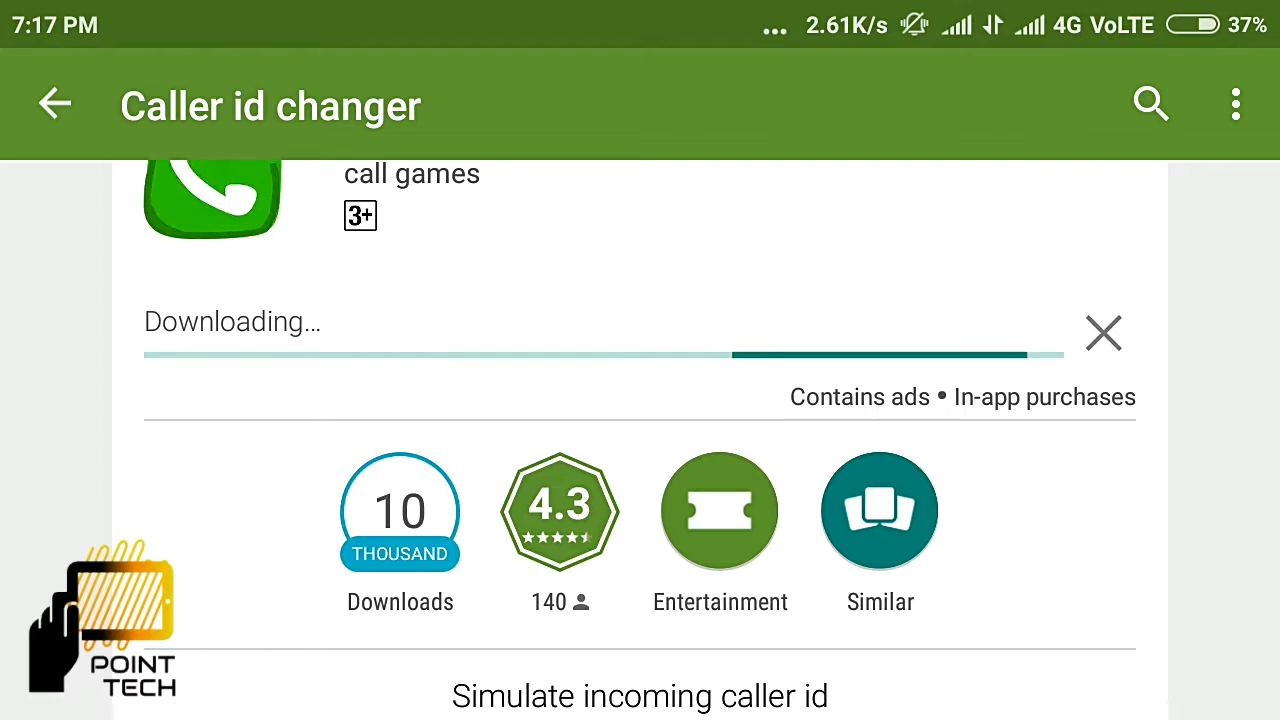 7:17 PM
... 2.61K/s 4G VoLTE 37%
Caller id changer
call games
3+
Downloading...
Contains ads • In-app purchases
10
THOUSAND
Downloads
4.3
140
Entertainment
Similar
POINT
TECH
Simulate incoming caller id